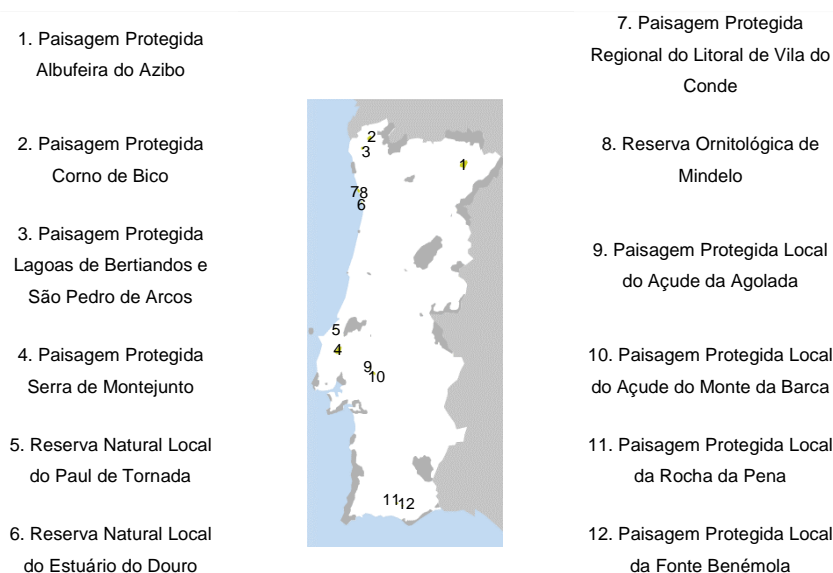 1. Paisagem Protegida
Albufeira do Azibo
2. Paisagem Protegida
Corno de Bico
3. Paisagem Protegida
Lagoas de Bertiandos e
São Pedro de Arcos
4. Paisagem Protegida
Serra de Montejunto
5. Reserva Natural Local
do Paul de Tornada
6. Reserva Natural Local
do Estuário do Douro
2
3
1
78
6
5
4
9
10
1112
7. Paisagem Protegida
Regional do Litoral de Vila do
Conde
8. Reserva Ornitológica de
Mindelo
9. Paisagem Protegida Local
do Açude da Agolada
10. Paisagem Protegida Local
do Açude do Monte da Barca
11. Paisagem Protegida Local
da Rocha da Pena
12. Paisagem Protegida Local
da Fonte Benémola